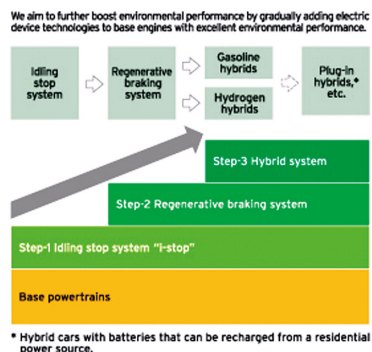 We aim to further boost environmental performance by gradually adding electric
device technologies to base engines with excellent environmental performance.
Idling
stop
system
Regenerative
braking
system
Gasoline
hybrids
Hydrogen
hybrids
Plug-in
hybrids,*
etc.
Step-3 Hybrid system
Step-2 Regenerative braking system
Step-1 Idling stop system "i-stop"
Base powertrains
* Hybrid cars with batteries that can be recharged from a residential
power source.